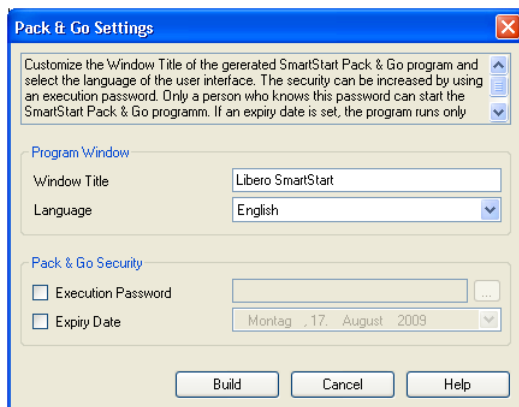 Pack & Go Settings
Customize the Window Title of the gererated SmartStart Pack & Go program and
select the language of the user interface. The security can be increased by using
an execution password. Only a person who knows this password can start the
SmartStart Pack & Go programm. If an expiry date is set, the program runs only
Program Window
Window Title Libero SmartStart
Language English
Pack & Go Security
Execution Password ...
Expiry Date Montag , 17. August 2009
Build Cancel Help